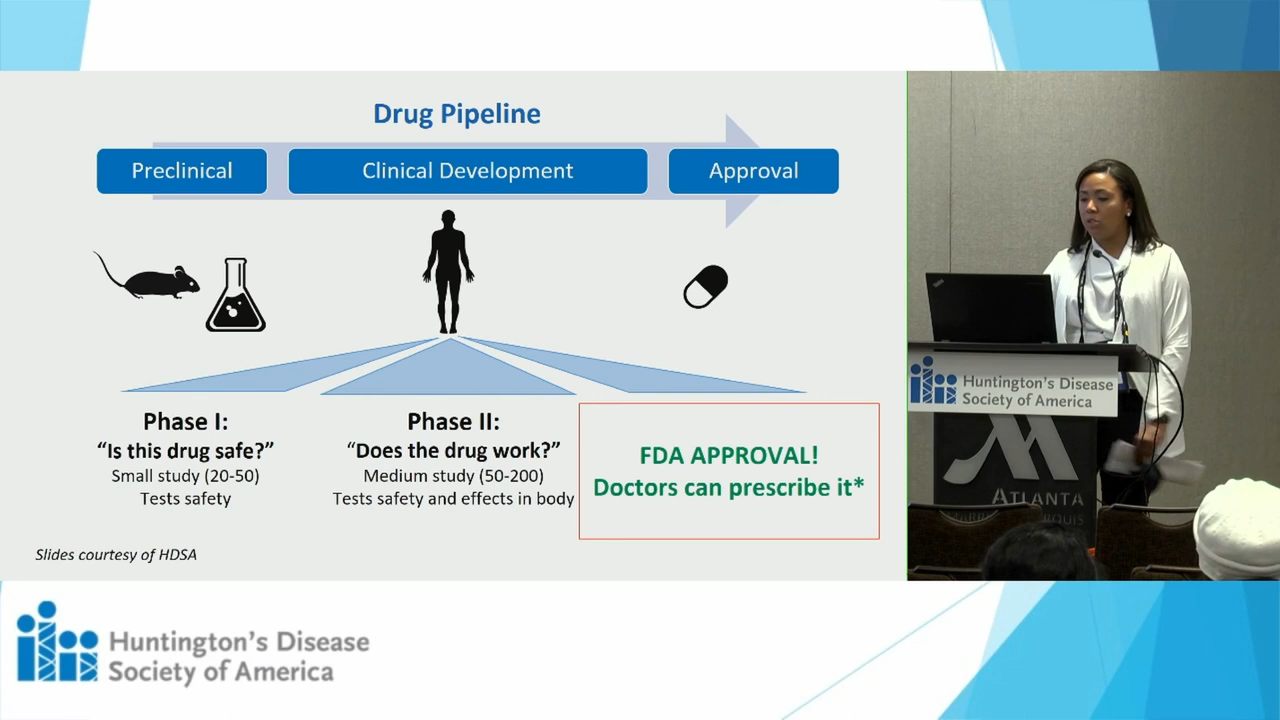 Drug Pipeline
Preclinical
Clinical Development
Approval
Phase I:
“Is this drug safe?”
Small study (20-50)
Tests safety
Phase II:
“Does the drug work?”
Medium study (50-200)
Tests safety and effects in body
FDA APPROVAL!
Doctors can prescribe it*
Slides courtesy of HDSA
Huntington’s Disease
Society of America
ATLANTA
Huntington’s Disease
Society of America